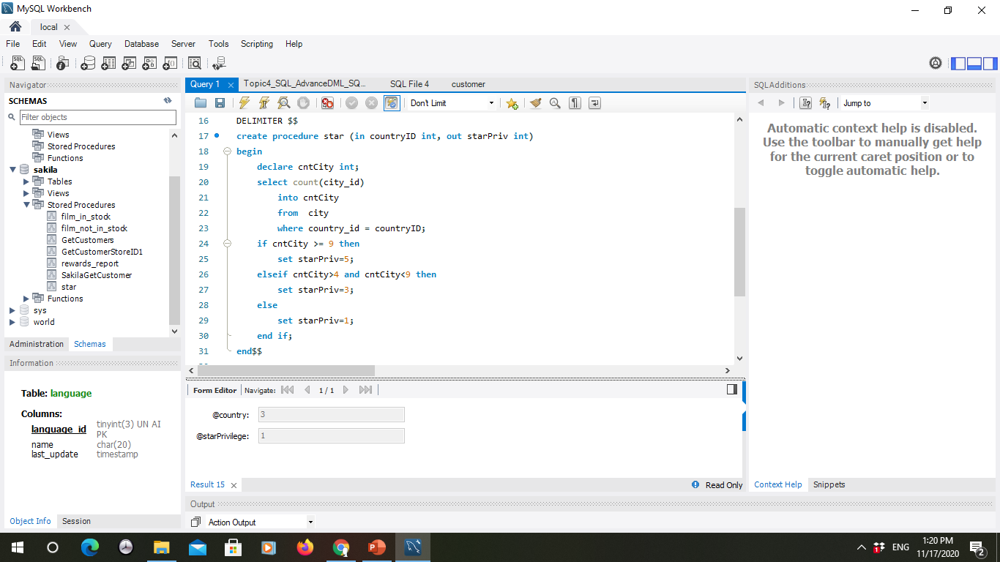 MySQL Workbench
local
File Edit View Query Database Server Tools Scripting Help
Navigator
SCHEMAS
Filter objects
Views
Stored Procedures
Functions
sakila
Tables
Views
Stored Procedures
film_in_stock
film_not_in_stock
GetCustomers
GetCustomerStoreID1
rewards_report
SakilaGetCustomer
star
Functions
sys
world
Administration Schemas
Information
Table: language
Columns:
language_id tinyint(3) UN AI
PK
name char(20)
last_update timestamp
Object Info Session
Query 1 Topic4_SQL_AdvanceDML_SQ... SQL File 4 customer
Don't Limit
16 DELIMITER $$
17 create procedure star (in countryID int, out starPriv int)
18 begin
19 declare cntCity int;
20 select count(city_id)
21 into cntCity
22 from city
23 where country_id = countryID;
24 if cntCity >= 9 then
25 set starPriv=5;
26 elseif cntCity>4 and cntCity<9 then
27 set starPriv=3;
28 else
29 set starPriv=1;
30 end if;
31 end$$
Form Editor Navigate: 1 / 1
@country: 3
@starPrivilege: 1
Result 15
Read Only
Output
Action Output
SQLAdditions
Jump to
Automatic context help is disabled.
Use the toolbar to manually get help
for the current caret position or to
toggle automatic help.
Context Help Snippets
1 ENG
1:20 PM
11/17/2020
2